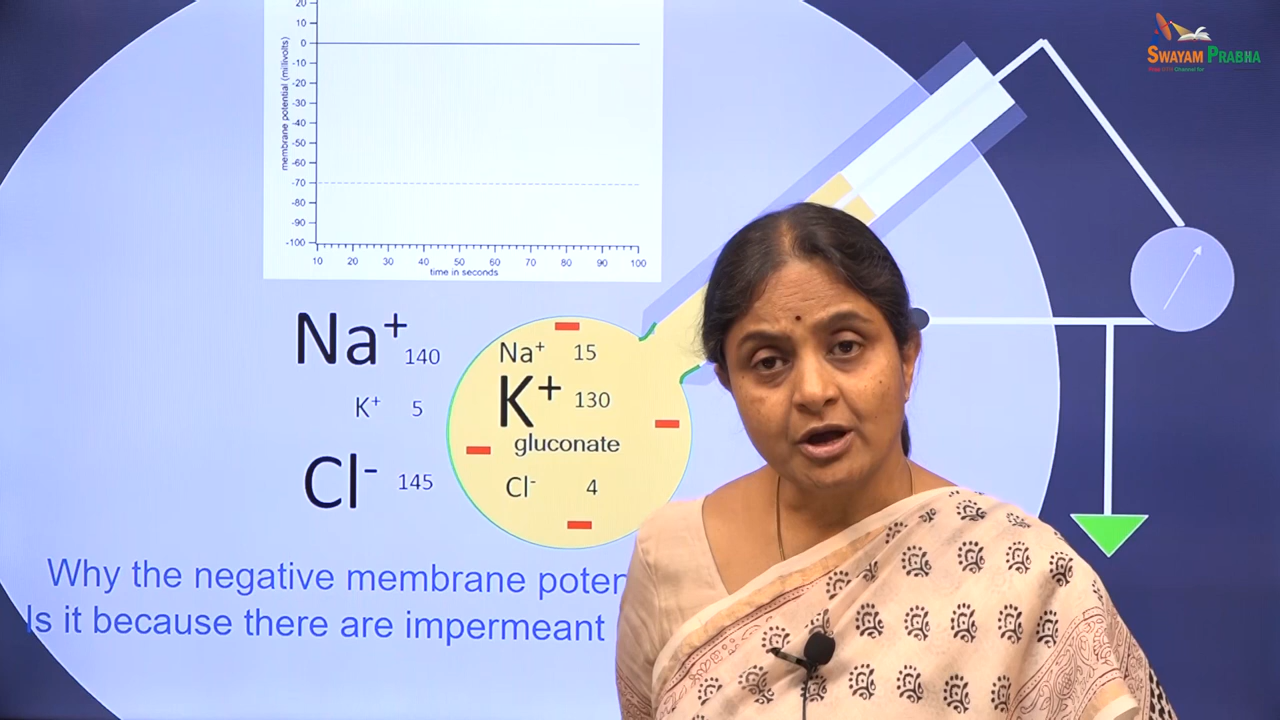 SWAYAM PRABHA
20
10
0
-10
-20
-30
-40
-50
-60
-70
-80
-90
-100
membrane potential (millivolts)
10 20 30 40 50 60 70 80 90 100
time in seconds
Na+ 140
K+ 5
Cl- 145
Na+ 15
K+ 130
gluconate
Cl- 4
Why the negative membrane poten
Is it because there are impermeant